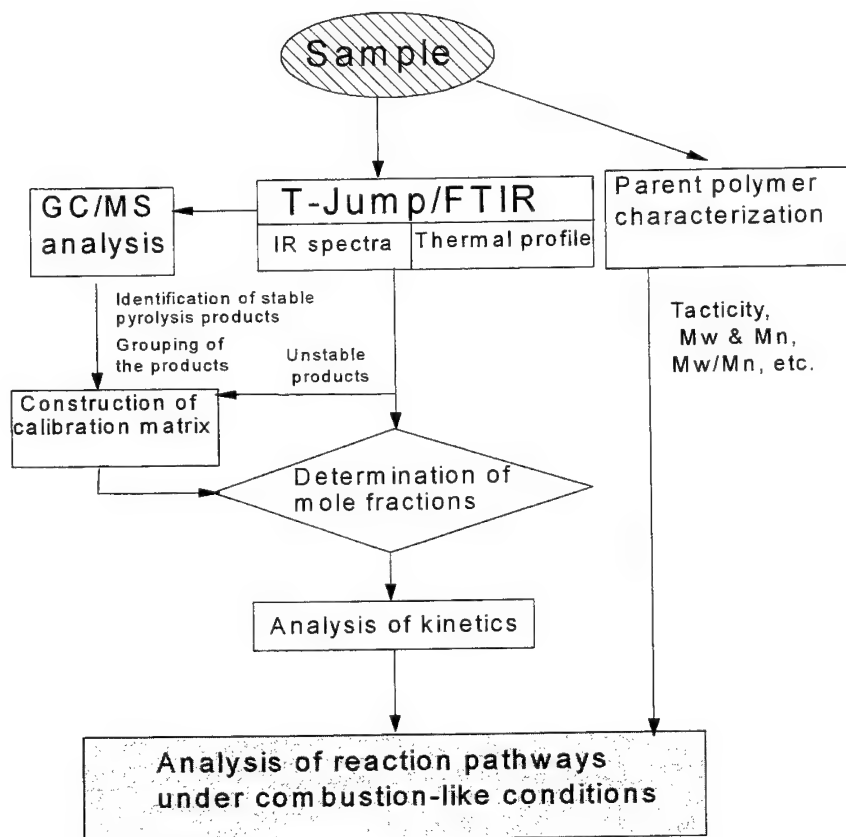 Sample
T-Jump/FTIR
IR spectra
Thermal profile
GC/MS
analysis
Parent polymer
characterization
Identification of stable
pyrolysis products
Grouping of
the products
Unstable
products
Tacticity,
Mw & Mn,
Mw/Mn, etc.
Construction of
calibration matrix
Determination of
mole fractions
Analysis of kinetics
Analysis of reaction pathways
under combustion-like conditions